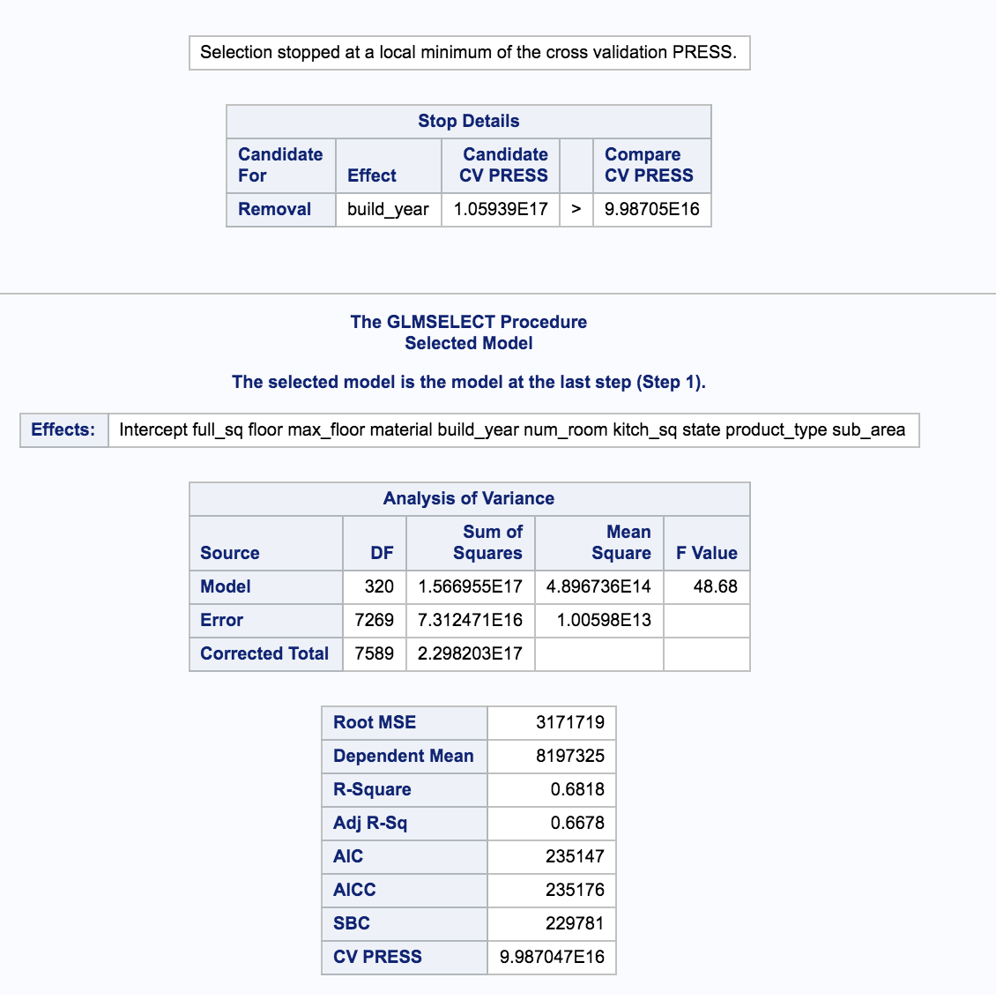 Selection stopped at a local minimum of the cross validation PRESS.
Stop Details
Candidate For Effect Candidate CV PRESS Compare CV PRESS
Removal build_year 1.05939E17 > 9.98705E16
The GLMSELECT Procedure
Selected Model
The selected model is the model at the last step (Step 1).
Effects: Intercept full_sq floor max_floor material build_year num_room kitch_sq state product_type sub_area
Analysis of Variance
Source DF Sum of Squares Mean Square F Value
Model 320 1.566955E17 4.896736E14 48.68
Error 7269 7.312471E16 1.00598E13
Corrected Total 7589 2.298203E17
Root MSE 3171719
Dependent Mean 8197325
R-Square 0.6818
Adj R-Sq 0.6678
AIC 235147
AICC 235176
SBC 229781
CV PRESS 9.987047E16